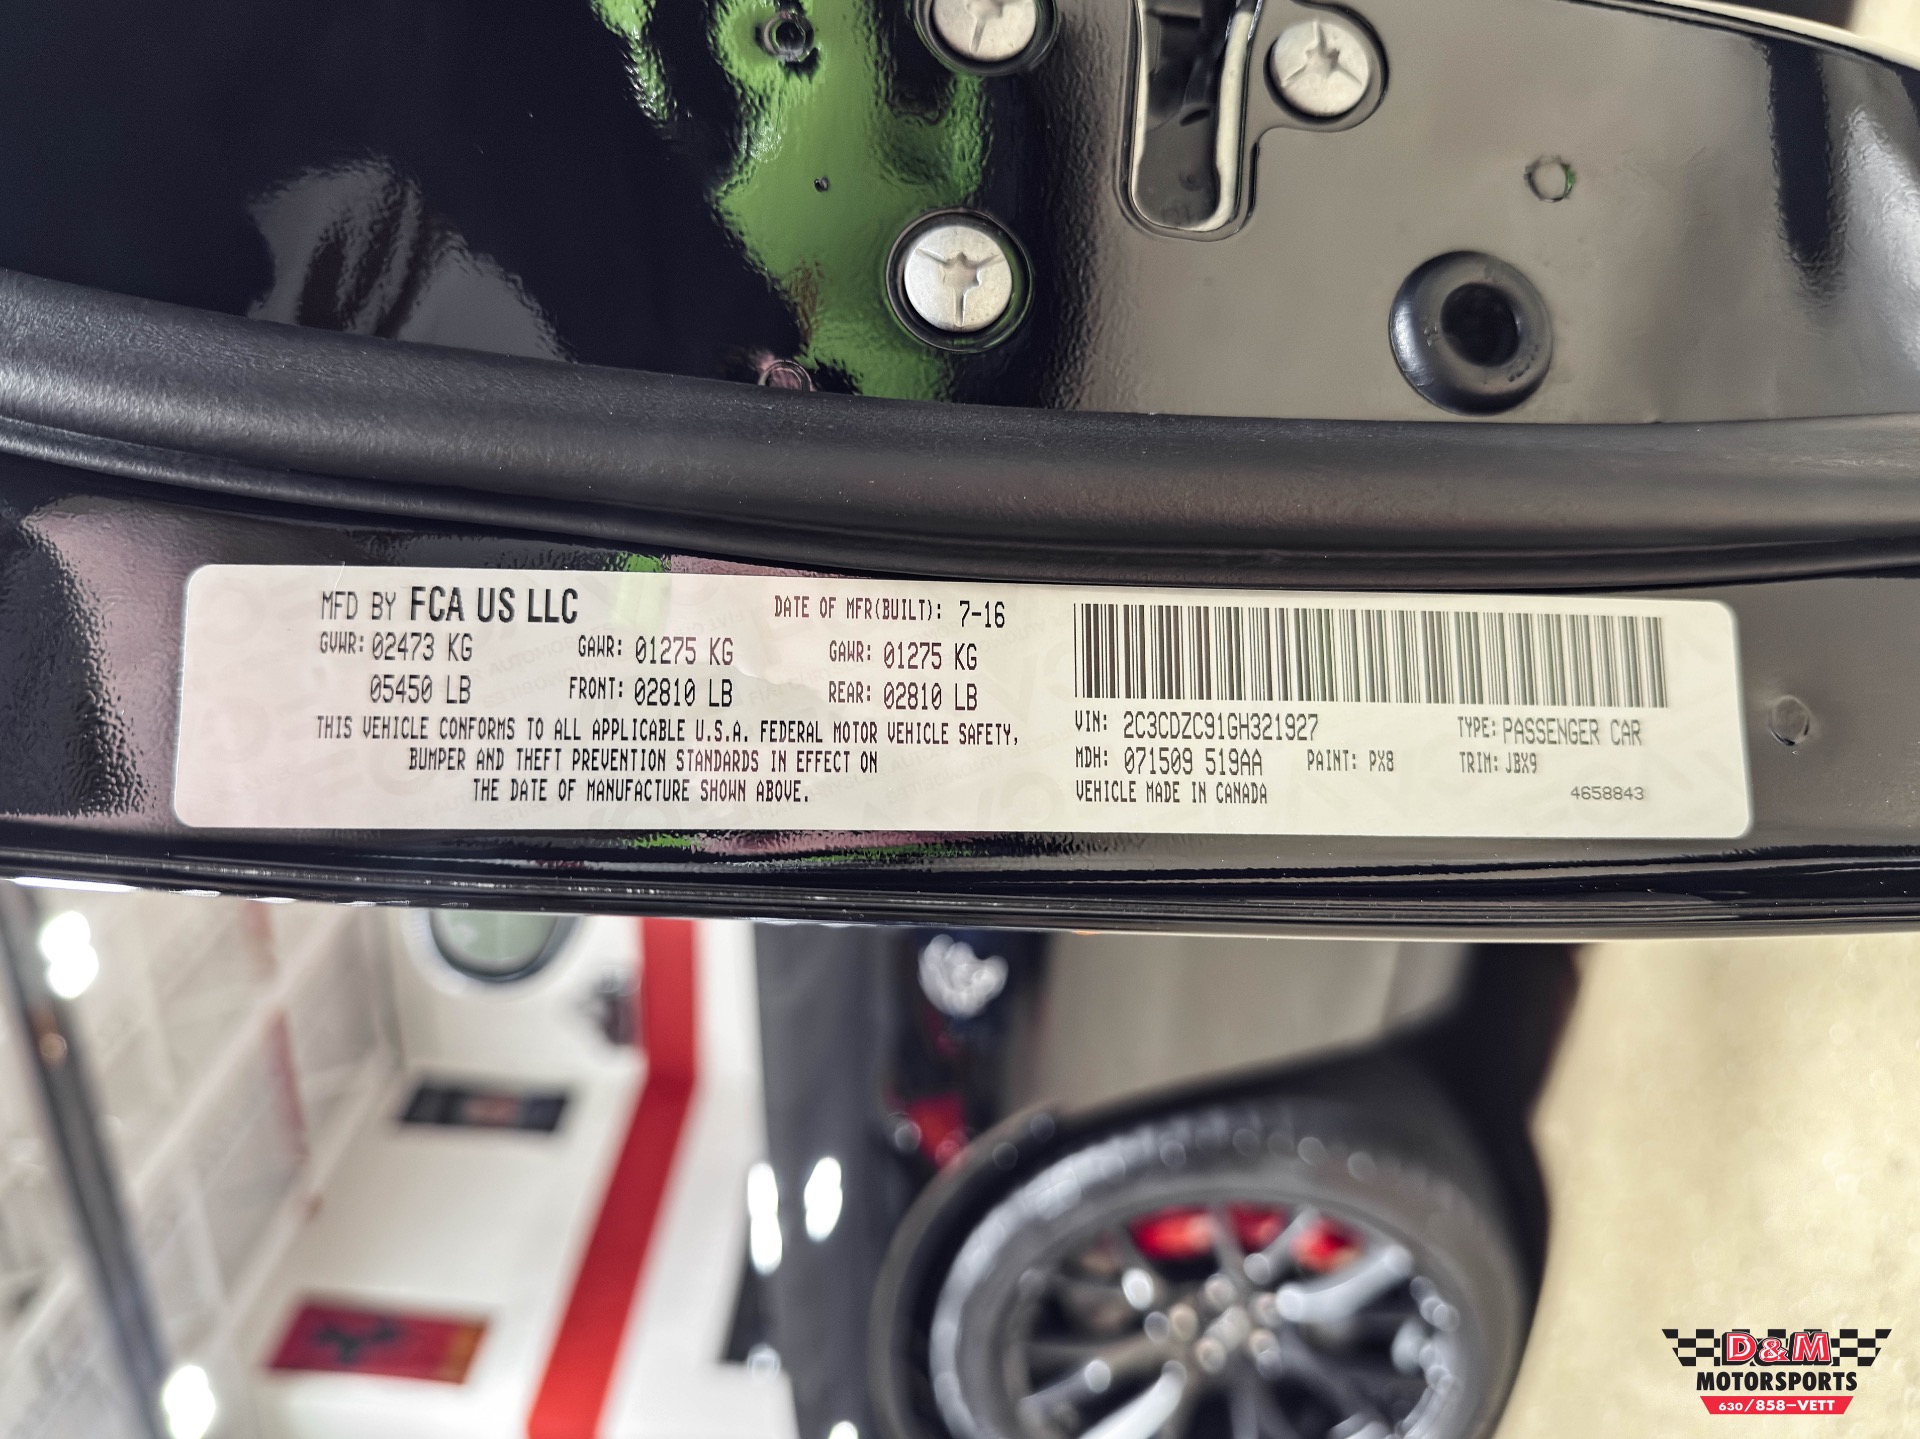 MFD BY FCA US LLC DATE OF MFR(BUILT): 7-16
GVWR: 02473 KG GAWR: 01275 KG GAWR: 01275 KG
05450 LB FRONT: 02810 LB REAR: 02810 LB
THIS VEHICLE CONFORMS TO ALL APPLICABLE U.S.A. FEDERAL MOTOR VEHICLE SAFETY,
BUMPER AND THEFT PREVENTION STANDARDS IN EFFECT ON
THE DATE OF MANUFACTURE SHOWN ABOVE.
VIN: 2C3CDZC91GH321927 TYPE: PASSENGER CAR
MDH: 071509 519AA PAINT: PX8 TRIM: JBX9
VEHICLE MADE IN CANADA 4658843
D&M
MOTORSPORTS
630/858-VETT